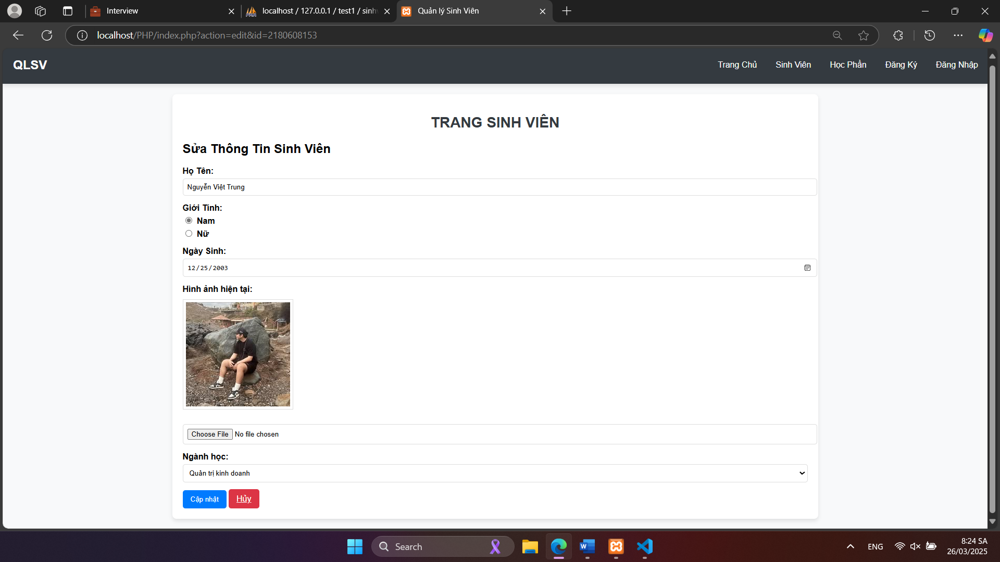 Interview
localhost / 127.0.0.1 / test1 / sinhv
Quản lý Sinh Viên
localhost/PHP/index.php?action=edit&id=2180608153
QLSV
Trang Chủ
Sinh Viên
Học Phần
Đăng Ký
Đăng Nhập
TRANG SINH VIÊN
Sửa Thông Tin Sinh Viên
Họ Tên:
Nguyễn Việt Trung
Giới Tính:
Nam
Nữ
Ngày Sinh:
12/25/2003
Hình ảnh hiện tại:
Choose File No file chosen
Ngành học:
Quản trị kinh doanh
Cập nhật Hủy
Search
ENG
8:24 SA
26/03/2025